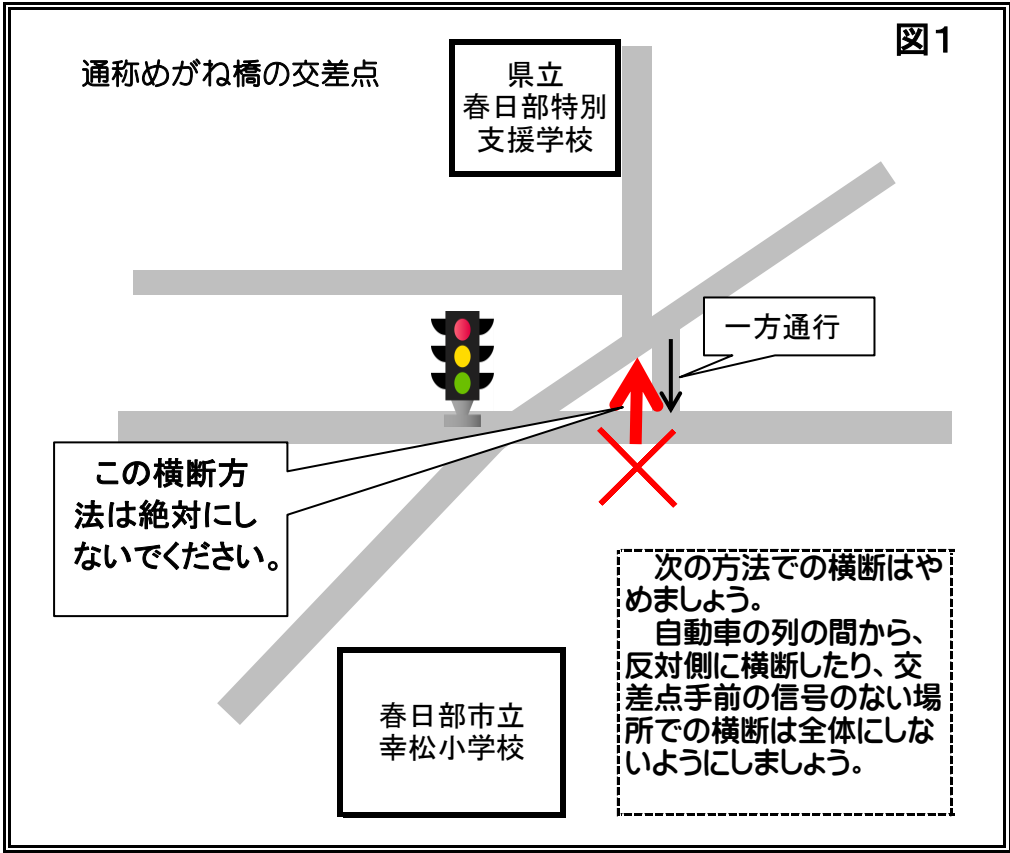 図1
通称めがね橋の交差点
県立
春日部特別
支援学校
一方通行
この横断方
法は絶対にし
ないでください。
次の方法での横断はや
めましょう。
自動車の列の間から、
反対側に横断したり、交
差点手前の信号のない場
所での横断は全体にしな
いようにしましょう。
春日部市立
幸松小学校